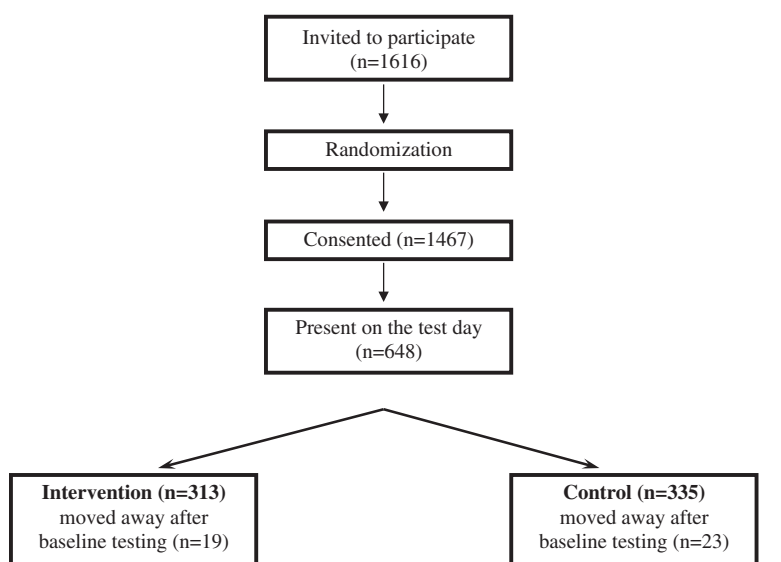 Invited to participate
(n=1616)
Randomization
Consented (n=1467)
Present on the test day
(n=648)
Intervention (n=313)
moved away after
baseline testing (n=19)
Control (n=335)
moved away after
baseline testing (n=23)